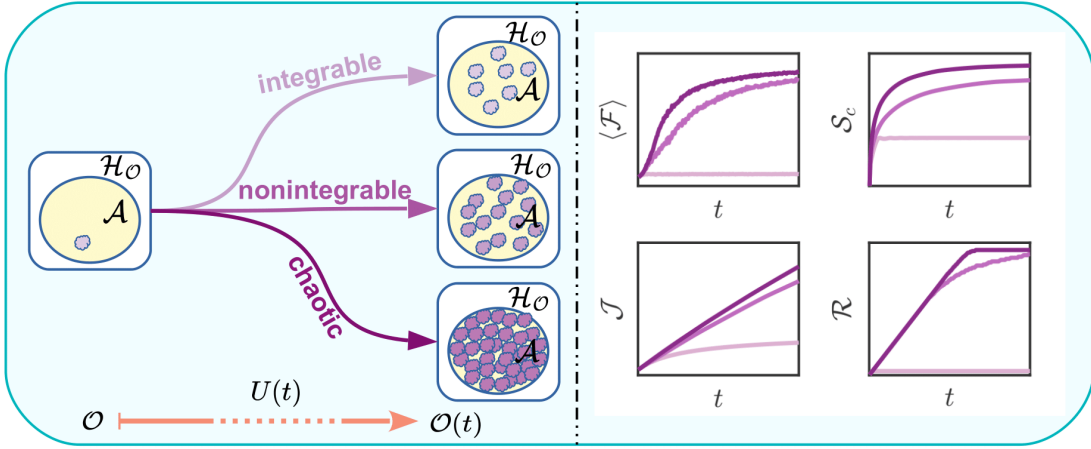 𝓗_𝓞
𝓐
integrable
𝓗_𝓞
𝓐
nonintegrable
𝓗_𝓞
𝓐
chaotic
𝓗_𝓞
𝓐
U(t)
𝓞
𝓞(t)
⟨𝓕⟩
t
𝓢_c
t
𝓙
t
𝓡
t